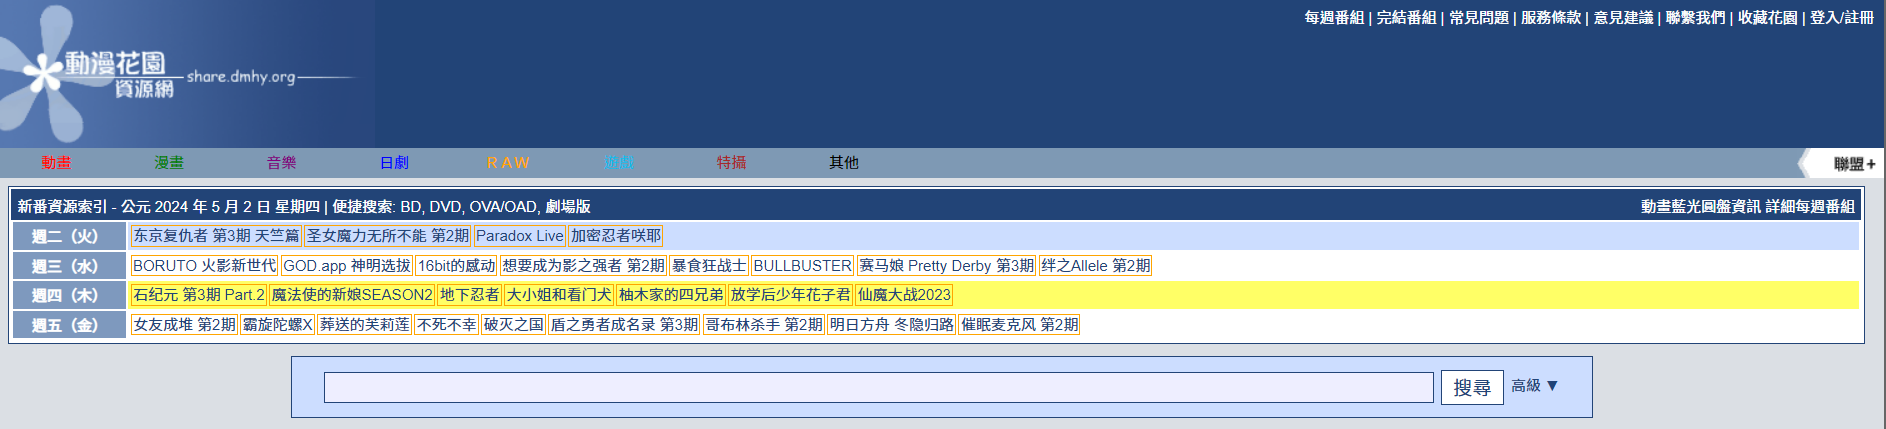 每週番組 | 完結番組 | 常見問題 | 服務條款 | 意見建議 | 聯繫我們 | 收藏花園 | 登入/註冊
動漫花園
資源網
share.dmhy.org
動畫 漫畫 音樂 日劇 RAW 遊戲 特攝 其他 聯盟+
新番資源索引 - 公元 2024 年 5 月 2 日 星期四 | 便捷搜索: BD, DVD, OVA/OAD, 劇場版 動畫藍光圓盤資訊 詳細每週番組
週二（火） 东京复仇者 第3期 天竺篇 圣女魔力无所不能 第2期 Paradox Live 加密忍者咲耶
週三（水） BORUTO 火影新世代 GOD.app 神明选拔 16bit的感动 想要成为影之强者 第2期 暴食狂战士 BULLBUSTER 赛马娘 Pretty Derby 第3期 绊之Allele 第2期
週四（木） 石纪元 第3期 Part.2 魔法使的新娘SEASON2 地下忍者 大小姐和看门犬 柚木家的四兄弟 放学后少年花子君 仙魔大战2023
週五（金） 女友成堆 第2期 霸旋陀螺X 葬送的芙莉莲 不死不幸 破灭之国 盾之勇者成名录 第3期 哥布林杀手 第2期 明日方舟 冬隐归路 催眠麦克风 第2期
搜尋 高級 ▼